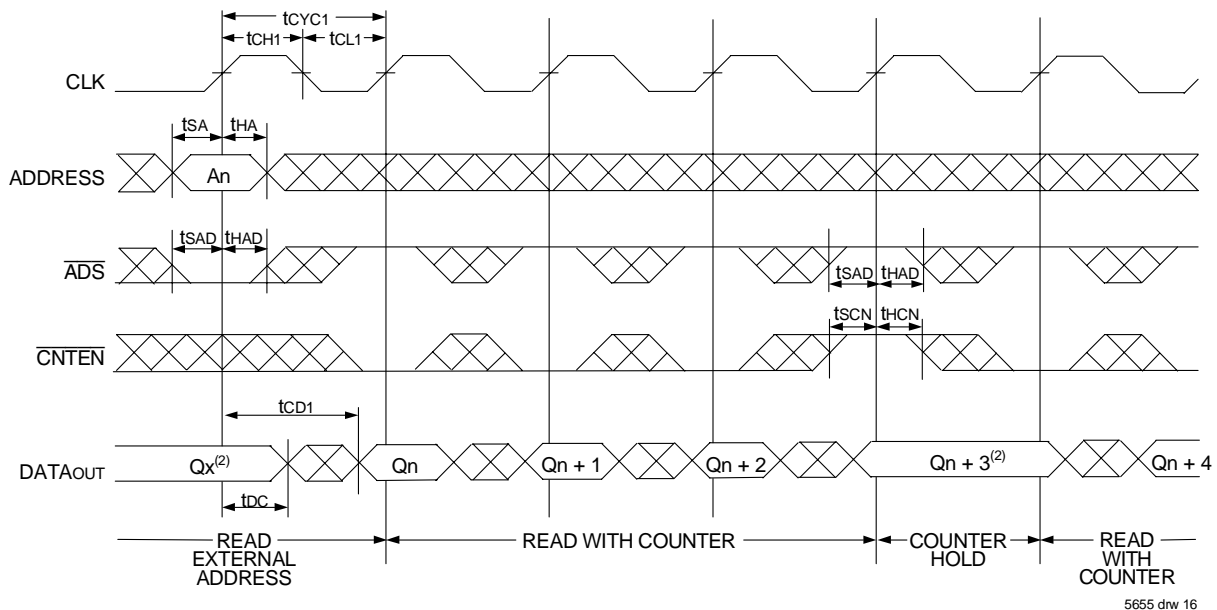 tCYC1
tCH1 tCL1
CLK
tSA tHA
ADDRESS An
tSAD tHAD
ADS
tSAD tHAD
tSCN tHCN
CNTEN
tCD1
DATAOUT Qx(2) Qn Qn + 1 Qn + 2 Qn + 3(2) Qn + 4
tDC
READ EXTERNAL ADDRESS
READ WITH COUNTER
COUNTER HOLD
READ WITH COUNTER
5655 drw 16